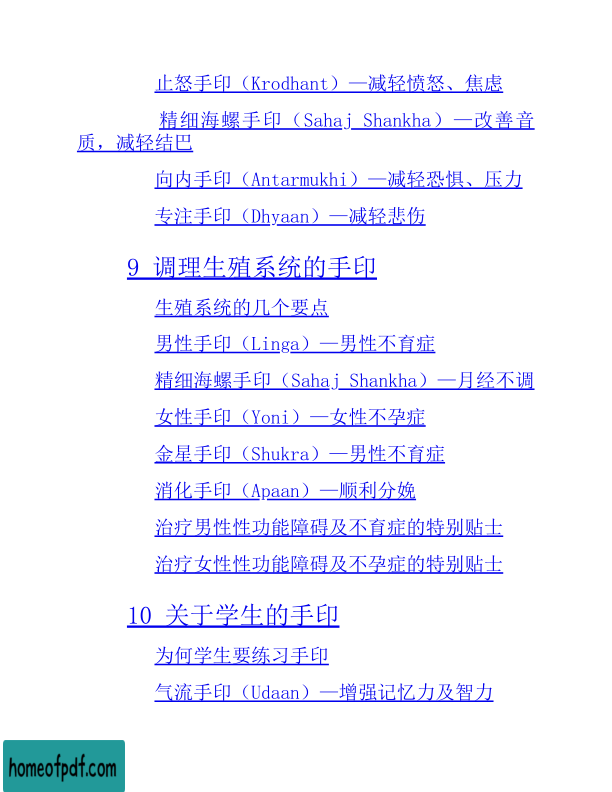 止怒手印（Krodhant）—减轻愤怒、焦虑
精细海螺手印（Sahaj Shankha）—改善音
质，减轻结巴
向内手印（Antarmukhi）—减轻恐惧、压力
专注手印（Dhyaan）—减轻悲伤
9 调理生殖系统的手印
生殖系统的几个要点
男性手印（Linga）—男性不育症
精细海螺手印（Sahaj Shankha）—月经不调
女性手印（Yoni）—女性不孕症
金星手印（Shukra）—男性不育症
消化手印（Apaan）—顺利分娩
治疗男性性功能障碍及不育症的特别贴士
治疗女性性功能障碍及不孕症的特别贴士
10 关于学生的手印
为何学生要练习手印
气流手印（Udaan）—增强记忆力及智力
homeofpdf.com